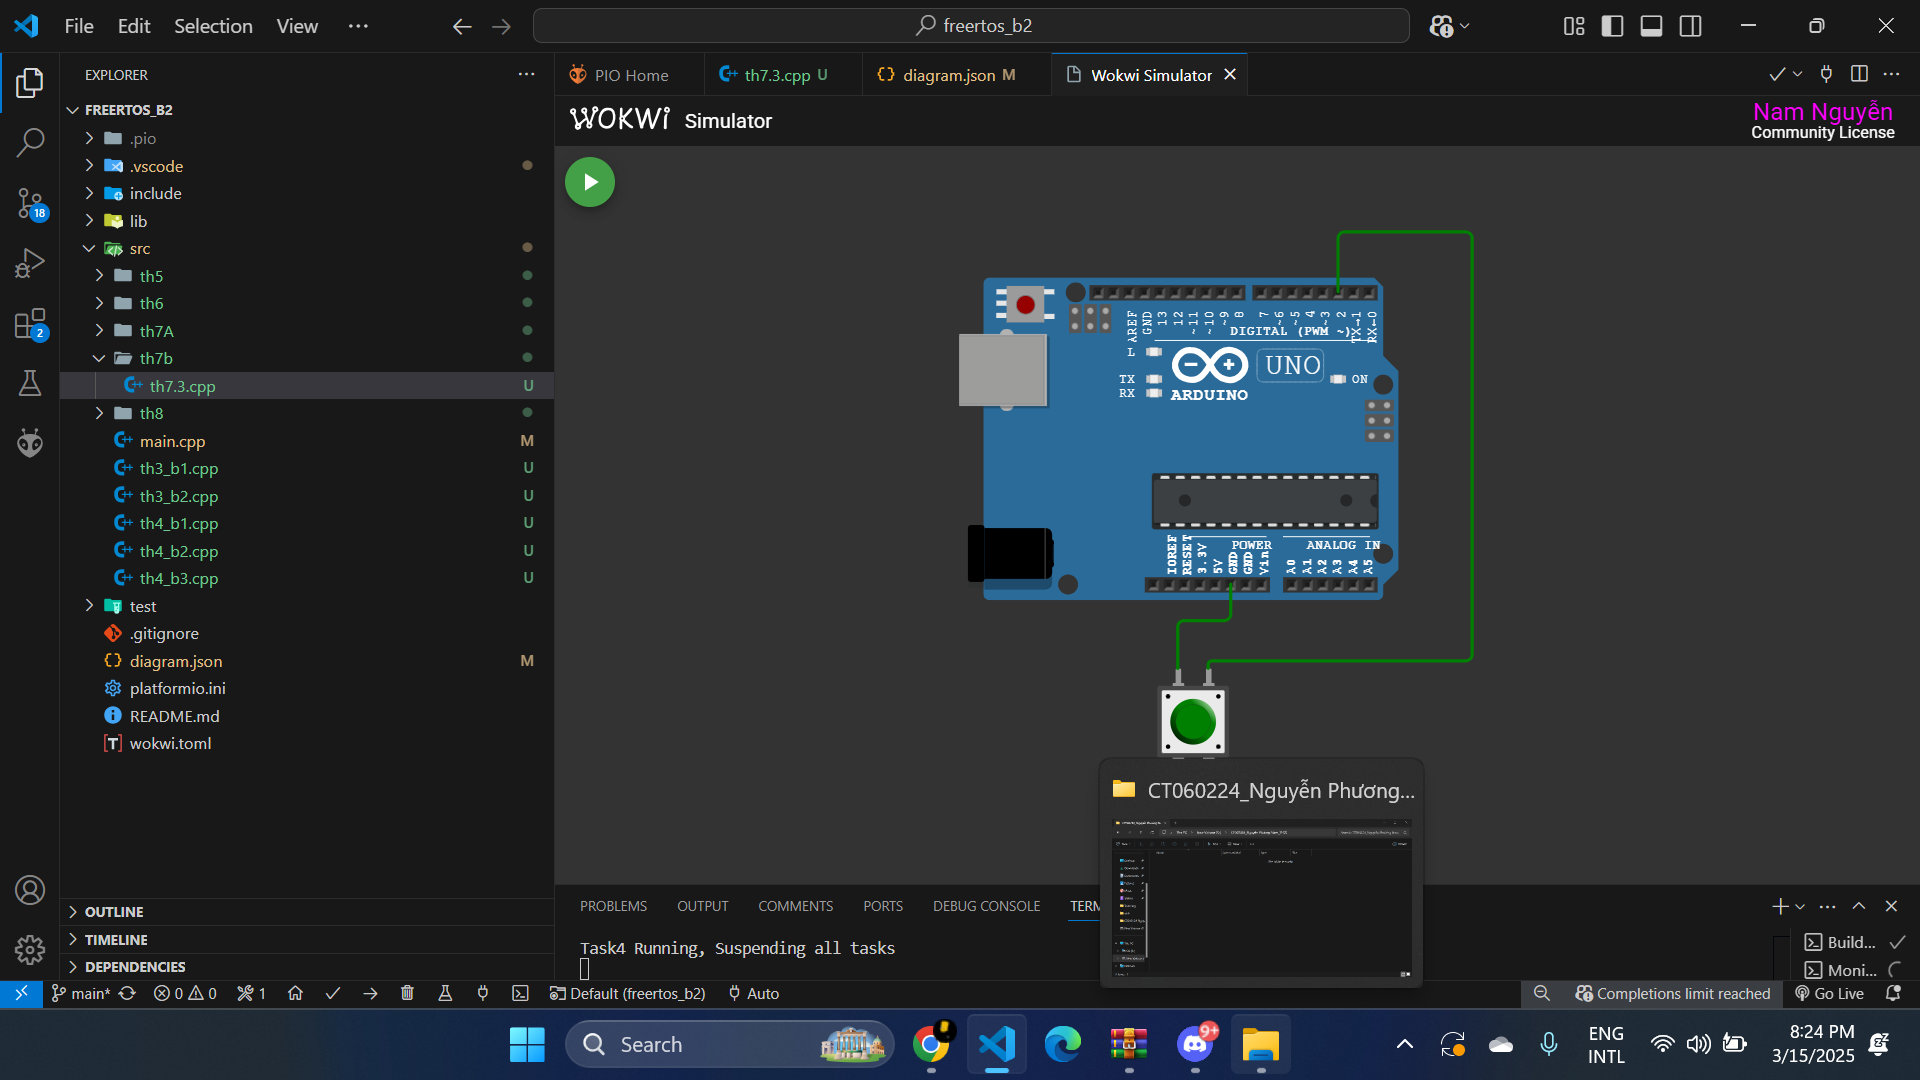 File Edit Selection View ···
freertos_b2
EXPLORER
FREERTOS_B2
.pio
.vscode
include
lib
src
th5
th6
th7A
th7b
th7.3.cpp U
th8
main.cpp M
th3_b1.cpp U
th3_b2.cpp U
th4_b1.cpp U
th4_b2.cpp U
th4_b3.cpp U
test
.gitignore
diagram.json M
platformio.ini
README.md
wokwi.toml
OUTLINE
TIMELINE
DEPENDENCIES
18
2
PIO Home
th7.3.cpp U
diagram.json M
Wokwi Simulator
WOKWi Simulator
Nam Nguyễn
Community License
AREF GND 13 12 ~11 ~10 ~9 8 7 ~6 ~5 4 ~3 2 TX→1 RX←0
DIGITAL (PWM ~)
L
TX
RX
UNO
ON
ARDUINO
POWER
ANALOG IN
IOREF RESET 3.3V 5V GND GND Vin A0 A1 A2 A3 A4 A5
CT060224_Nguyễn Phương...
PROBLEMS OUTPUT COMMENTS PORTS DEBUG CONSOLE TERM
Task4 Running, Suspending all tasks
Build...
Moni...
main* 0 0 1 Default (freertos_b2) Auto
Completions limit reached Go Live
Search
9+
ENG
INTL
8:24 PM
3/15/2025